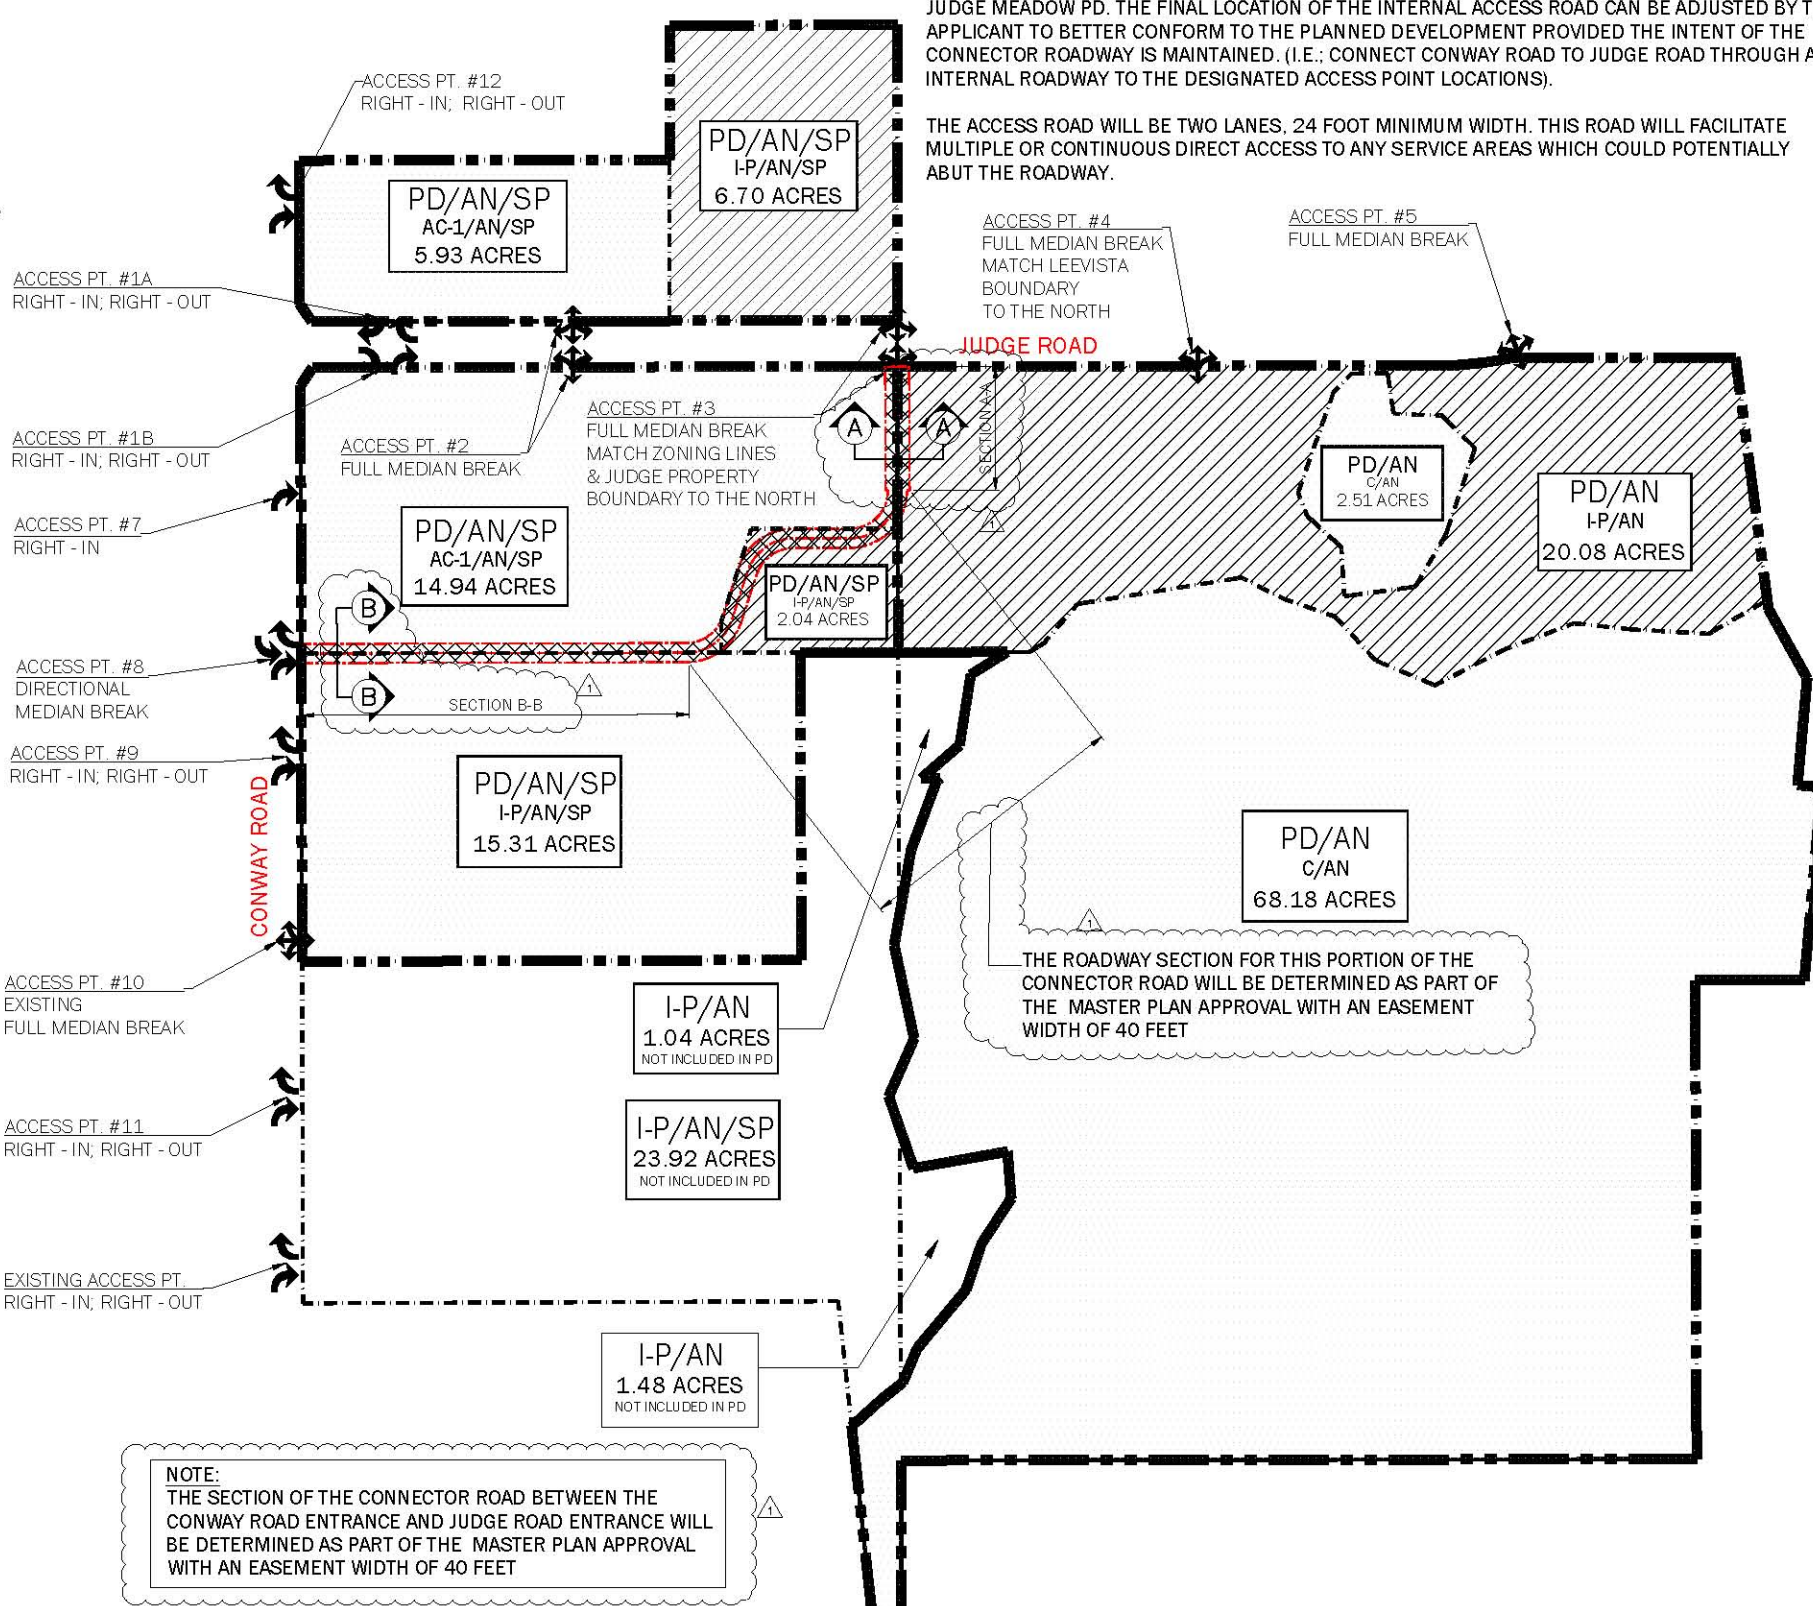 JUDGE MEADOW PD. THE FINAL LOCATION OF THE INTERNAL ACCESS ROAD CAN BE ADJUSTED BY T
APPLICANT TO BETTER CONFORM TO THE PLANNED DEVELOPMENT PROVIDED THE INTENT OF THE
CONNECTOR ROADWAY IS MAINTAINED. (I.E.; CONNECT CONWAY ROAD TO JUDGE ROAD THROUGH A
INTERNAL ROADWAY TO THE DESIGNATED ACCESS POINT LOCATIONS).
THE ACCESS ROAD WILL BE TWO LANES, 24 FOOT MINIMUM WIDTH. THIS ROAD WILL FACILITATE
MULTIPLE OR CONTINUOUS DIRECT ACCESS TO ANY SERVICE AREAS WHICH COULD POTENTIALLY
ABUT THE ROADWAY.
ACCESS PT. #12
RIGHT - IN; RIGHT - OUT
PD/AN/SP
I-P/AN/SP
6.70 ACRES
PD/AN/SP
AC-1/AN/SP
5.93 ACRES
ACCESS PT. #4
FULL MEDIAN BREAK
MATCH LEEVISTA
BOUNDARY
TO THE NORTH
ACCESS PT. #5
FULL MEDIAN BREAK
ACCESS PT. #1A
RIGHT - IN; RIGHT - OUT
JUDGE ROAD
ACCESS PT. #1B
RIGHT - IN; RIGHT - OUT
ACCESS PT. #2
FULL MEDIAN BREAK
ACCESS PT. #3
FULL MEDIAN BREAK
MATCH ZONING LINES
& JUDGE PROPERTY
BOUNDARY TO THE NORTH
A
A
SECTION A-A
1
PD/AN
C/AN
2.51 ACRES
PD/AN
I-P/AN
20.08 ACRES
ACCESS PT. #7
RIGHT - IN
PD/AN/SP
AC-1/AN/SP
14.94 ACRES
PD/AN/SP
I-P/AN/SP
2.04 ACRES
B
B
SECTION B-B
1
ACCESS PT. #8
DIRECTIONAL
MEDIAN BREAK
ACCESS PT. #9
RIGHT - IN; RIGHT - OUT
CONWAY ROAD
PD/AN/SP
I-P/AN/SP
15.31 ACRES
PD/AN
C/AN
68.18 ACRES
1
THE ROADWAY SECTION FOR THIS PORTION OF THE
CONNECTOR ROAD WILL BE DETERMINED AS PART OF
THE MASTER PLAN APPROVAL WITH AN EASEMENT
WIDTH OF 40 FEET
ACCESS PT. #10
EXISTING
FULL MEDIAN BREAK
I-P/AN
1.04 ACRES
NOT INCLUDED IN PD
I-P/AN/SP
23.92 ACRES
NOT INCLUDED IN PD
ACCESS PT. #11
RIGHT - IN; RIGHT - OUT
EXISTING ACCESS PT.
RIGHT - IN; RIGHT - OUT
I-P/AN
1.48 ACRES
NOT INCLUDED IN PD
NOTE:
THE SECTION OF THE CONNECTOR ROAD BETWEEN THE
CONWAY ROAD ENTRANCE AND JUDGE ROAD ENTRANCE WILL
BE DETERMINED AS PART OF THE MASTER PLAN APPROVAL
WITH AN EASEMENT WIDTH OF 40 FEET
1